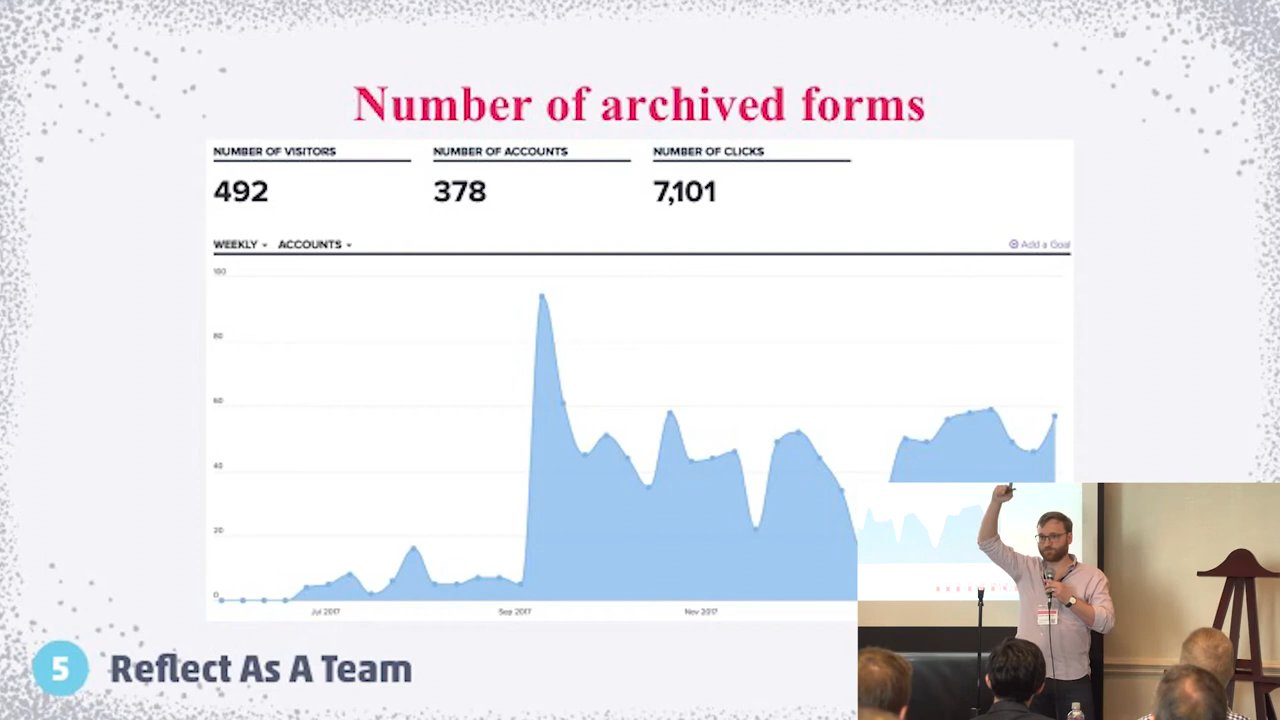 Number of archived forms
NUMBER OF VISITORS
NUMBER OF ACCOUNTS
NUMBER OF CLICKS
492
378
7,101
WEEKLY
ACCOUNTS
Add a Goal
100
80
60
40
20
0
Jul 2017
Sep 2017
Nov 2017
5
Reflect As A Team